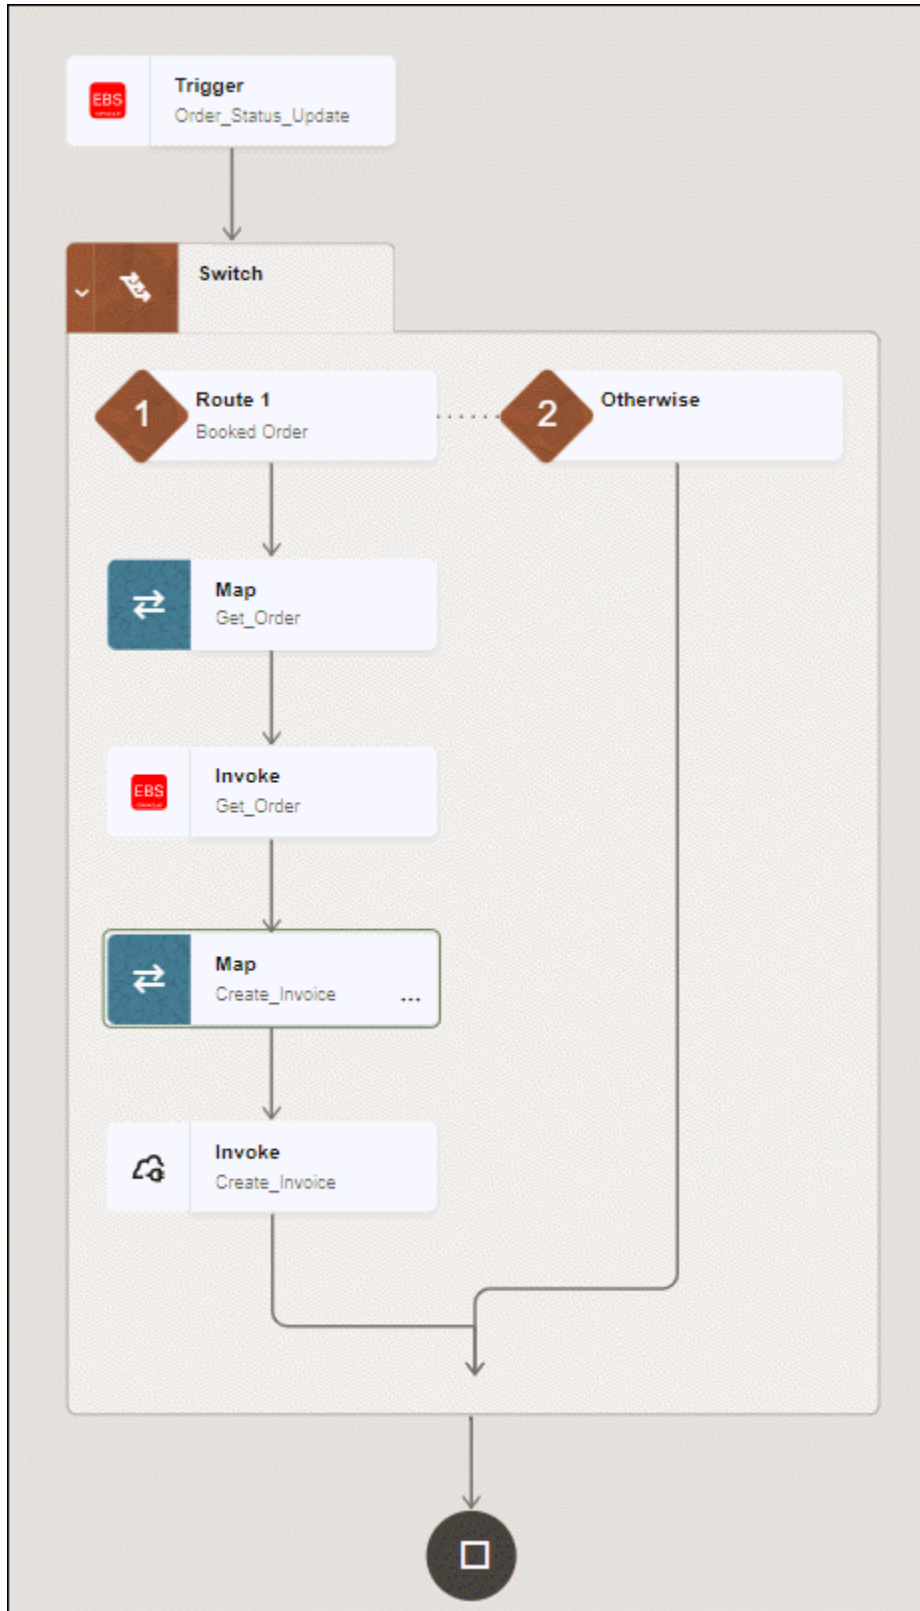 EBS
Trigger
Order_Status_Update
Switch
1
Route 1
Booked Order
2
Otherwise
Map
Get_Order
EBS
Invoke
Get_Order
Map
Create_Invoice
...
Invoke
Create_Invoice